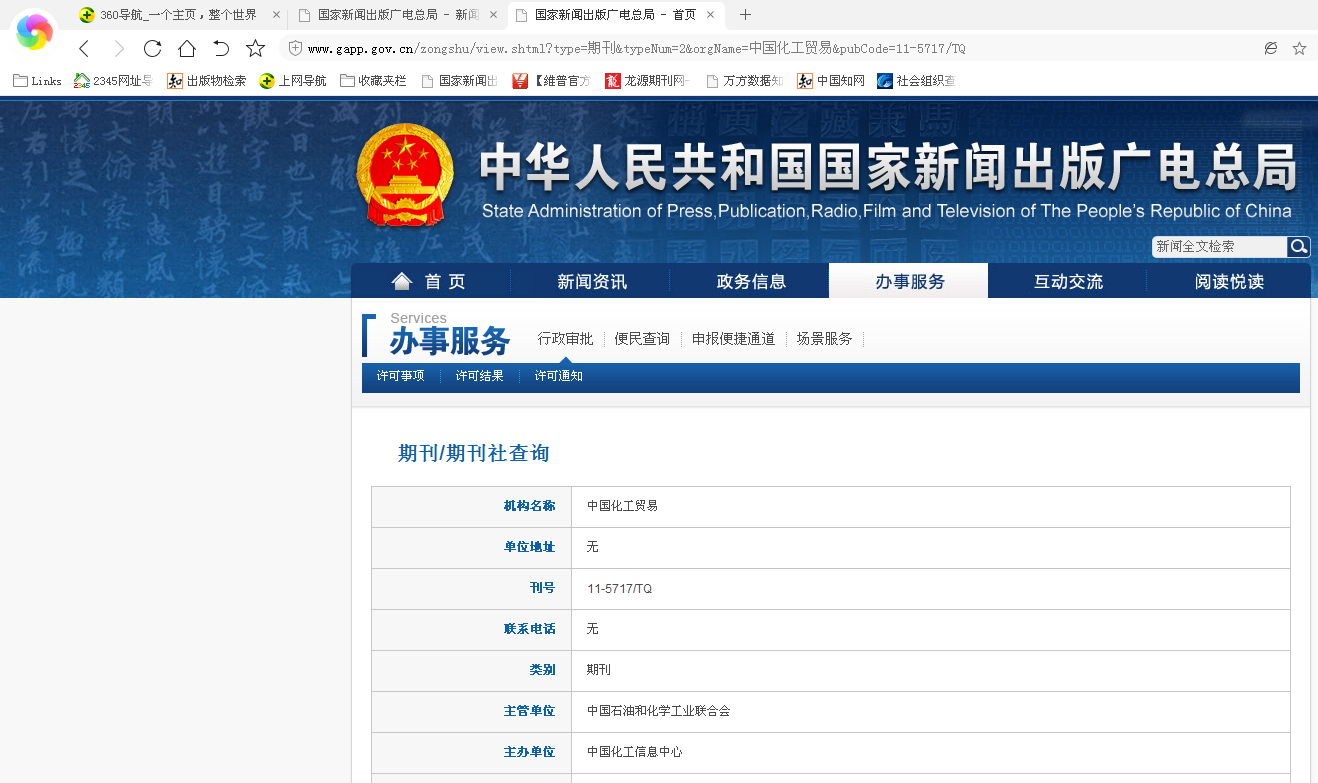 360导航_一个主页，整个世界 × 国家新闻出版广电总局 - 新闻 × 国家新闻出版广电总局 - 首页 × +
www.gapp.gov.cn/zongshu/view.shtml?type=期刊&typeNum=2&orgName=中国化工贸易&pubCode=11-5717/TQ
Links 2345网址导 出版物检索 上网导航 收藏夹栏 国家新闻出 【维普官方 龙源期刊网- 万方数据知 中国知网 社会组织查
中华人民共和国国家新闻出版广电总局
State Administration of Press,Publication,Radio,Film and Television of The People's Republic of China
新闻全文检索
首 页 新闻资讯 政务信息 办事服务 互动交流 阅读悦读
Services
办事服务 行政审批 便民查询 申报便捷通道 场景服务
许可事项 许可结果 许可通知
期刊/期刊社查询
机构名称 中国化工贸易
单位地址 无
刊号 11-5717/TQ
联系电话 无
类别 期刊
主管单位 中国石油和化学工业联合会
主办单位 中国化工信息中心